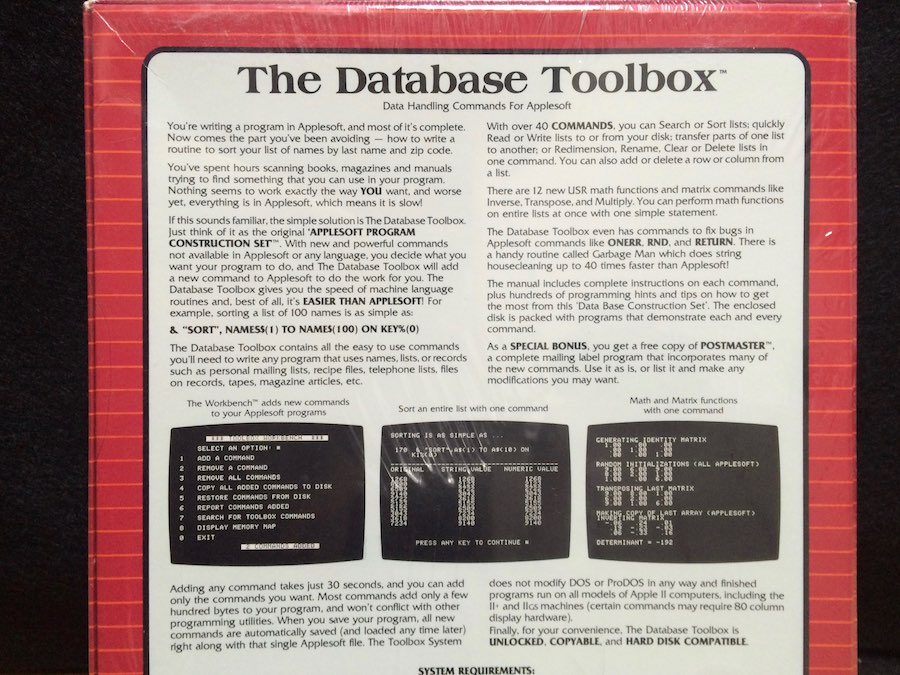 The Database Toolbox™
Data Handling Commands For Applesoft
You're writing a program in Applesoft, and most of it's complete.
Now comes the part you've been avoiding — how to write a
routine to sort your list of names by last name and zip code.
You've spent hours scanning books, magazines and manuals
trying to find something that you can use in your program.
Nothing seems to work exactly the way YOU want, and worse
yet, everything is in Applesoft, which means it is slow!
If this sounds familiar, the simple solution is The Database Toolbox.
Just think of it as the original 'APPLESOFT PROGRAM
CONSTRUCTION SET'™. With new and powerful commands
not available in Applesoft or any language, you decide what you
want your program to do, and The Database Toolbox will add
a new command to Applesoft to do the work for you. The
Database Toolbox gives you the speed of machine language
routines and, best of all, it's EASIER THAN APPLESOFT! For
example, sorting a list of 100 names is as simple as:
& "SORT", NAME$(1) TO NAME$(100) ON KEY%(0)
The Database Toolbox contains all the easy to use commands
you'll need to write any program that uses names, lists, or records
such as personal mailing lists, recipe files, telephone lists, files
on records, tapes, magazine articles, etc.
With over 40 COMMANDS, you can Search or Sort lists; quickly
Read or Write lists to or from your disk; transfer parts of one list
to another; or Redimension, Rename, Clear or Delete lists in
one command. You can also add or delete a row or column from
a list.
There are 12 new USR math functions and matrix commands like
Inverse, Transpose, and Multiply. You can perform math functions
on entire lists at once with one simple statement.
The Database Toolbox even has commands to fix bugs in
Applesoft commands like ONERR, RND, and RETURN. There is
a handy routine called Garbage Man which does string
housecleaning up to 40 times faster than Applesoft!
The manual includes complete instructions on each command,
plus hundreds of programming hints and tips on how to get
the most from this 'Data Base Construction Set'. The enclosed
disk is packed with programs that demonstrate each and every
command.
As a SPECIAL BONUS, you get a free copy of POSTMASTER™,
a complete mailing label program that incorporates many of
the new commands. Use it as is, or list it and make any
modifications you may want.
The Workbench™ adds new commands
to your Applesoft programs
*** TOOLBOX WORKBENCH ***
SELECT AN OPTION:
1 ADD A COMMAND
2 REMOVE A COMMAND
3 REMOVE ALL COMMANDS
4 COPY ALL ADDED COMMANDS TO DISK
5 RESTORE COMMANDS FROM DISK
6 REPORT COMMANDS ADDED
7 SEARCH FOR TOOLBOX COMMANDS
8 DISPLAY MEMORY MAP
0 EXIT
2 COMMANDS ADDED
Sort an entire list with one command
SORTING IS AS SIMPLE AS ...
170 & "SORT",A$(1) TO A$(10) ON
K1%(0)
ORIGINAL STRING VALUE NUMERIC VALUE
7234 9140 9140
PRESS ANY KEY TO CONTINUE
Math and Matrix functions
with one command
GENERATING IDENTITY MATRIX
RANDOM INITIALIZATIONS (ALL APPLESOFT)
TRANSPOSING LAST MATRIX
MAKING COPY OF LAST ARRAY (APPLESOFT)
INVERTING MATRIX
DETERMINANT = -192
Adding any command takes just 30 seconds, and you can add
only the commands you want. Most commands add only a few
hundred bytes to your program, and won't conflict with other
programming utilities. When you save your program, all new
commands are automatically saved (and loaded any time later)
right along with that single Applesoft file. The Toolbox System
does not modify DOS or ProDOS in any way and finished
programs run on all models of Apple II computers, including the
II+ and IIGS machines (certain commands may require 80 column
display hardware).
Finally, for your convenience, The Database Toolbox is
UNLOCKED, COPYABLE, and HARD DISK COMPATIBLE.
SYSTEM REQUIREMENTS: